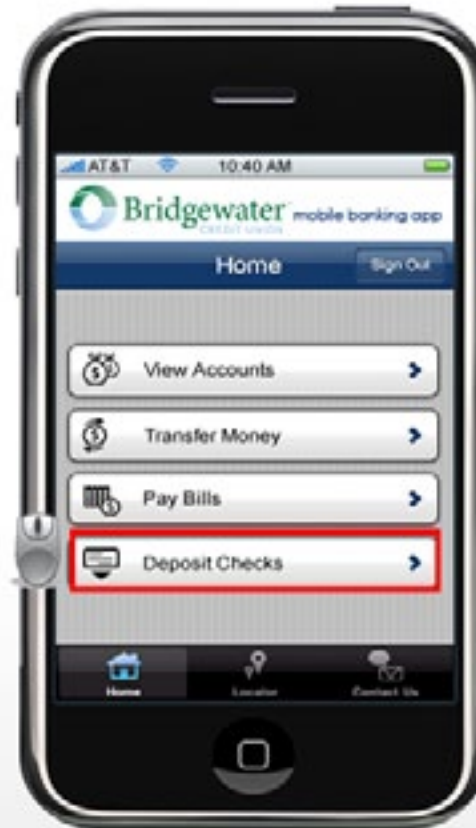 AT&T 10:40 AM
Bridgewater mobile banking app
CREDIT UNION
Home Sign Out
View Accounts
Transfer Money
Pay Bills
Deposit Checks
Home Locator Contact Us